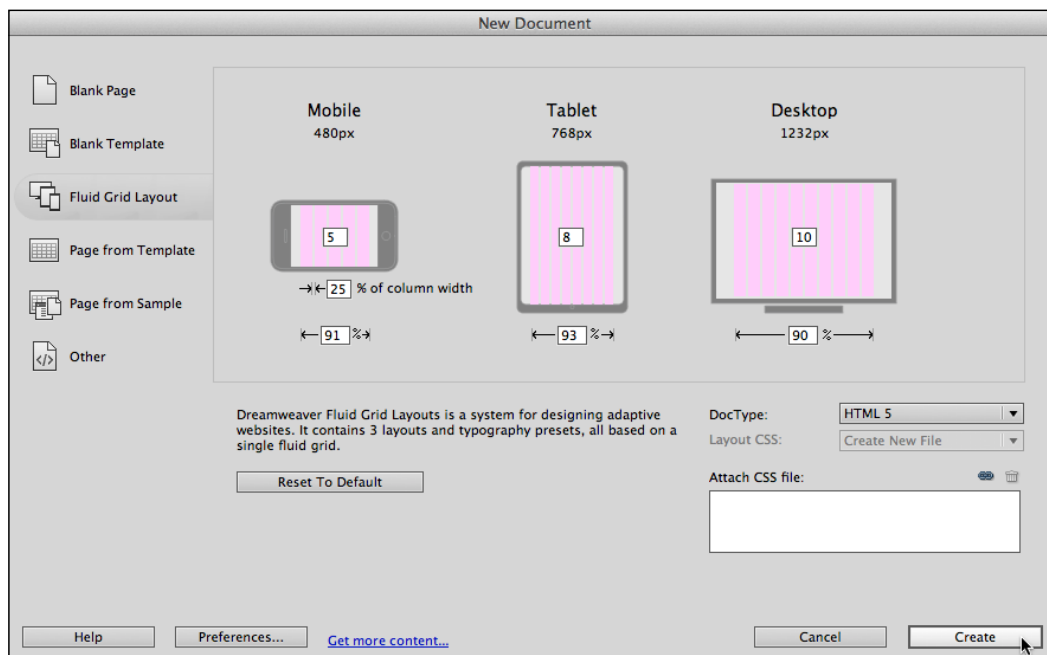 New Document
Blank Page
Blank Template
Fluid Grid Layout
Page from Template
Page from Sample
Other
Mobile
480px
Tablet
768px
Desktop
1232px
5
8
10
25 % of column width
91 %
93 %
90 %
Dreamweaver Fluid Grid Layouts is a system for designing adaptive
websites. It contains 3 layouts and typography presets, all based on a
single fluid grid.
Reset To Default
DocType: HTML 5
Layout CSS: Create New File
Attach CSS file:
Help
Preferences...
Get more content...
Cancel
Create